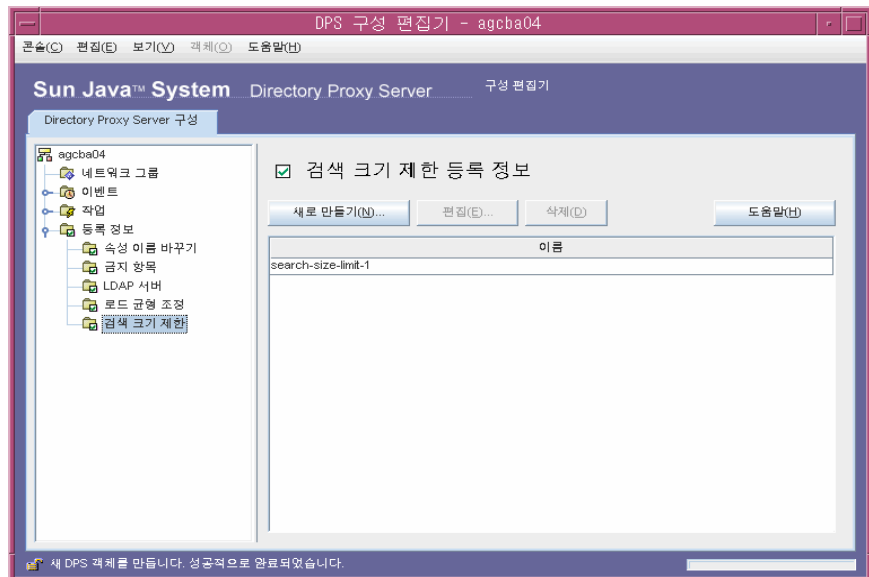 DPS 구성 편집기 - agcba04
콘솔(C) 편집(E) 보기(V) 객체(O) 도움말(H)
Sun Java™ System Directory Proxy Server 구성 편집기
Directory Proxy Server 구성
agcba04
네트워크 그룹
이벤트
작업
등록 정보
속성 이름 바꾸기
금지 항목
LDAP 서버
로드 균형 조정
검색 크기 제한
검색 크기 제한 등록 정보
새로 만들기(N)... 편집(E)... 삭제(D) 도움말(H)
이름
search-size-limit-1
새 DPS 객체를 만듭니다. 성공적으로 완료되었습니다.